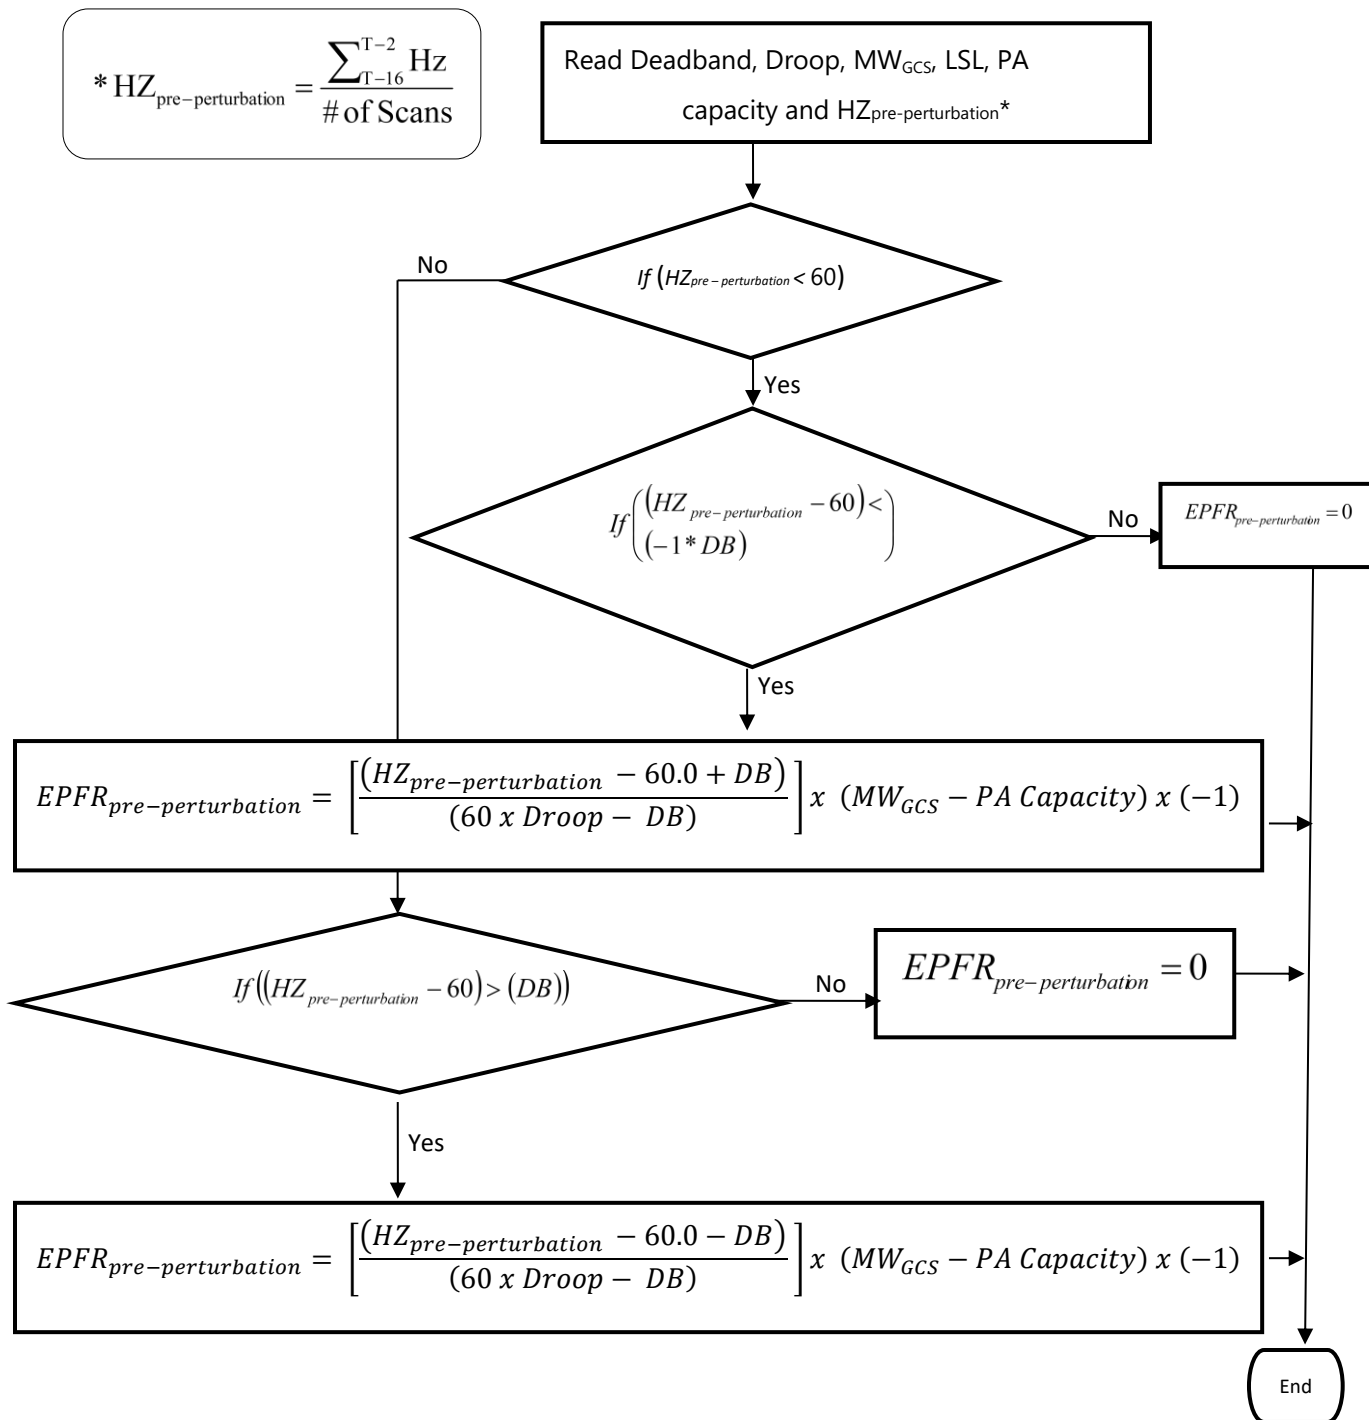 * HZ_pre−perturbation = ∑_T−16^T−2 Hz / # of Scans
Read Deadband, Droop, MW_GCS, LSL, PA
capacity and HZpre-perturbation*
If (HZpre – perturbation < 60)
No
Yes
If ((HZ_pre−perturbation − 60) <
(−1* DB)
No
EPFR_pre−perturbation = 0
Yes
EPFR_pre−perturbation = [(HZ_pre−perturbation − 60.0 + DB) / (60 x Droop − DB)] x (MW_GCS − PA Capacity) x (−1)
If((HZ_pre−perturbation − 60) > (DB))
No
EPFR_pre−perturbation = 0
Yes
EPFR_pre−perturbation = [(HZ_pre−perturbation − 60.0 − DB) / (60 x Droop − DB)] x (MW_GCS − PA Capacity) x (−1)
End